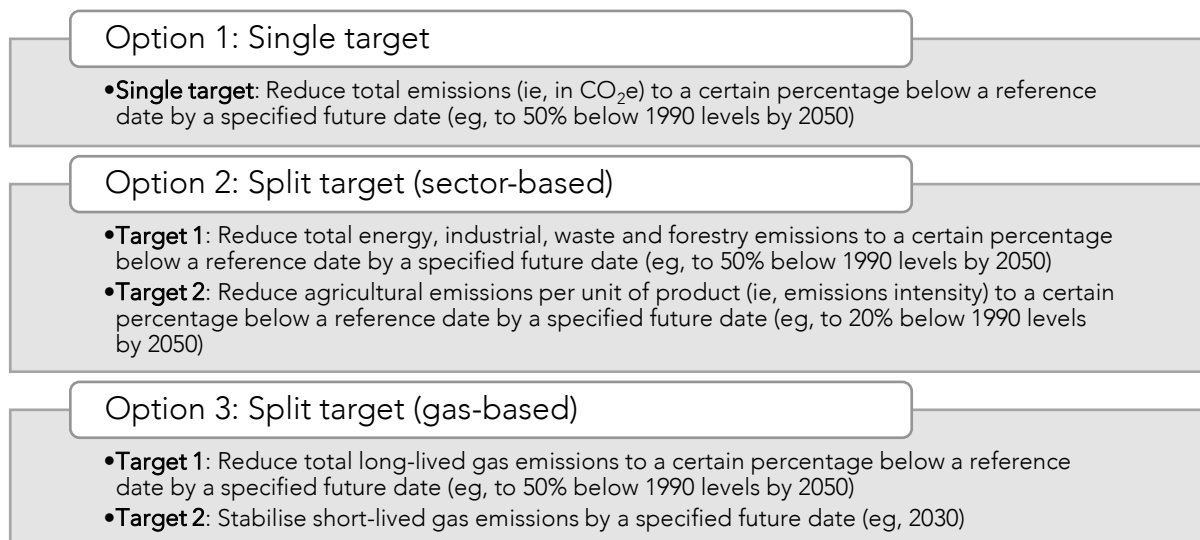 Option 1: Single target
•Single target: Reduce total emissions (ie, in CO₂e) to a certain percentage below a reference
date by a specified future date (eg, to 50% below 1990 levels by 2050)
Option 2: Split target (sector-based)
•Target 1: Reduce total energy, industrial, waste and forestry emissions to a certain percentage
below a reference date by a specified future date (eg, to 50% below 1990 levels by 2050)
•Target 2: Reduce agricultural emissions per unit of product (ie, emissions intensity) to a certain
percentage below a reference date by a specified future date (eg, to 20% below 1990 levels
by 2050)
Option 3: Split target (gas-based)
•Target 1: Reduce total long-lived gas emissions to a certain percentage below a reference
date by a specified future date (eg, to 50% below 1990 levels by 2050)
•Target 2: Stabilise short-lived gas emissions by a specified future date (eg, 2030)